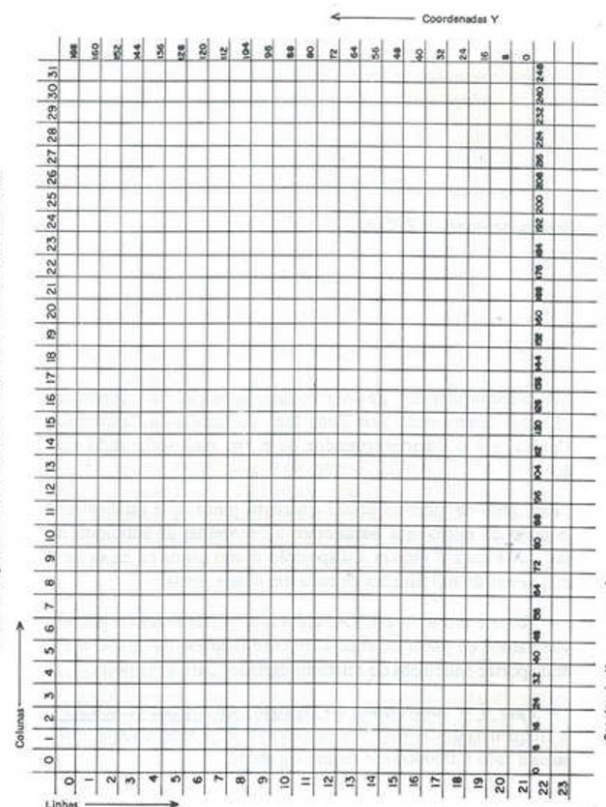 Coordenadas Y
168 160 152 144 136 128 120 112 104 96 88 80 72 64 56 48 40 32 24 16 8 0
Colunas
0 1 2 3 4 5 6 7 8 9 10 11 12 13 14 15 16 17 18 19 20 21 22 23 24 25 26 27 28 29 30 31
0 8 16 24 32 40 48 56 64 72 80 88 96 104 112 120 128 136 144 152 160 168 176 184 192 200 208 216 224 232 240 248
Linhas
0 1 2 3 4 5 6 7 8 9 10 11 12 13 14 15 16 17 18 19 20 21 22 23